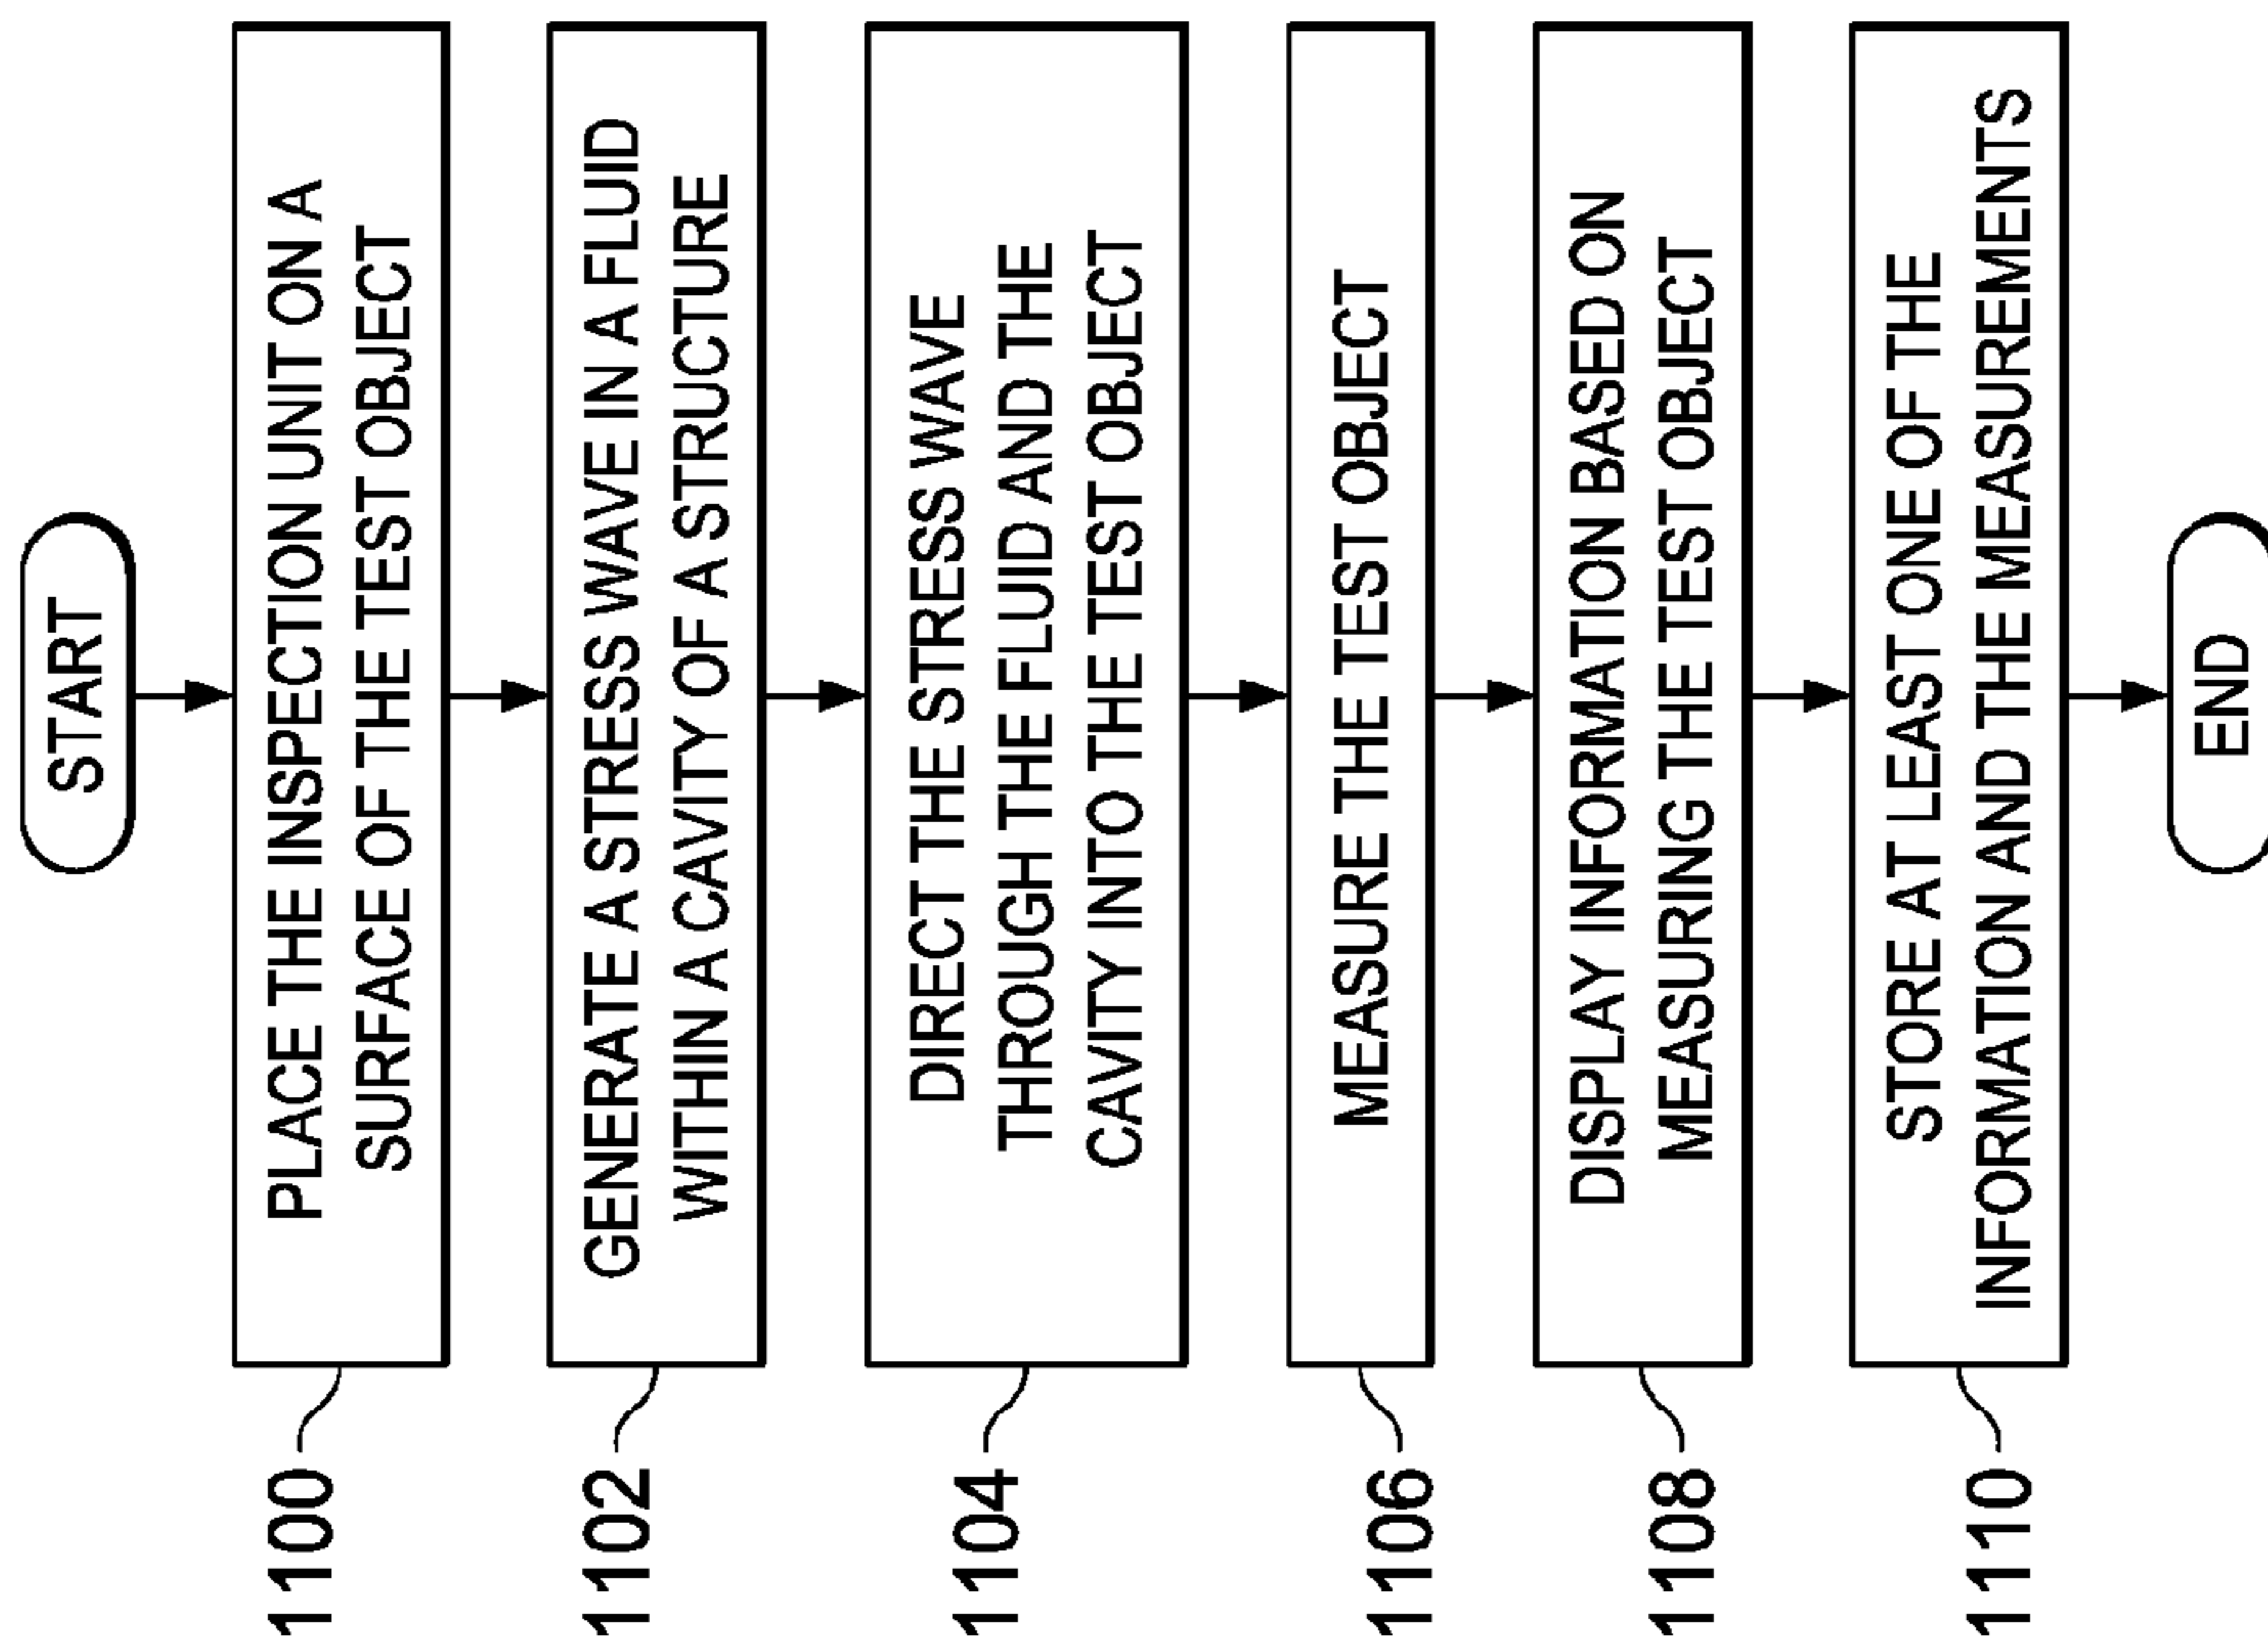 START
1100
PLACE THE INSPECTION UNIT ON A
SURFACE OF THE TEST OBJECT
1102
GENERATE A STRESS WAVE IN A FLUID
WITHIN A CAVITY OF A STRUCTURE
1104
DIRECT THE STRESS WAVE
THROUGH THE FLUID AND THE
CAVITY INTO THE TEST OBJECT
1106
MEASURE THE TEST OBJECT
1108
DISPLAY INFORMATION BASED ON
MEASURING THE TEST OBJECT
1110
STORE AT LEAST ONE OF THE
INFORMATION AND THE MEASUREMENTS
END